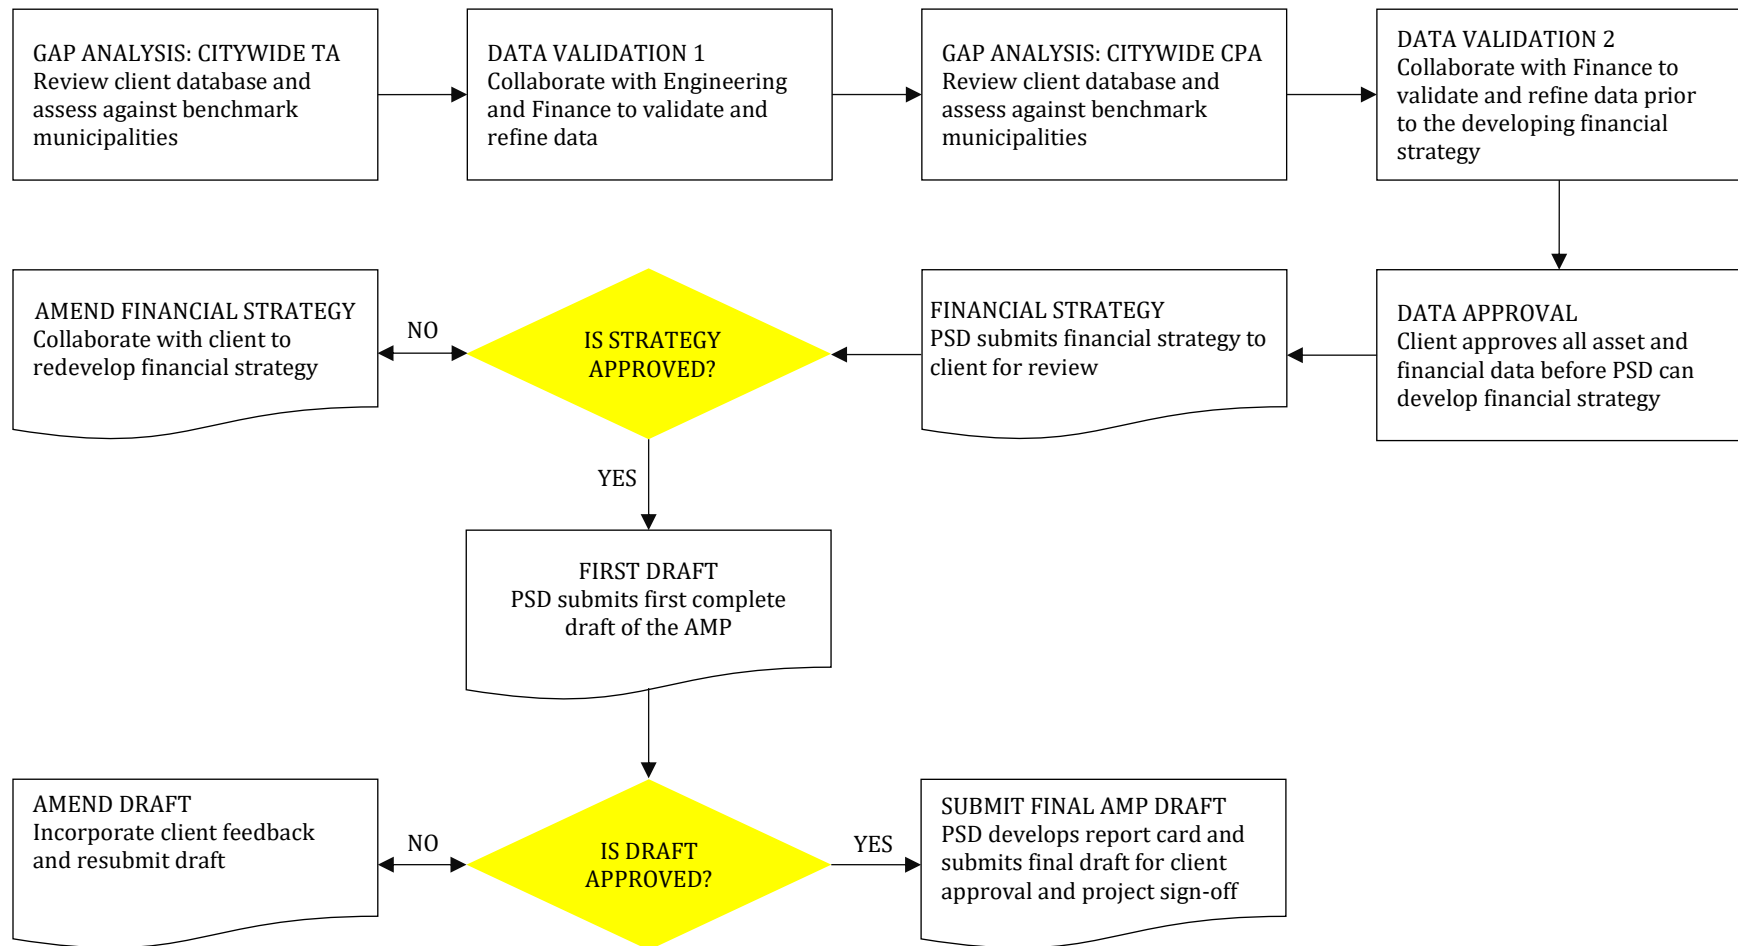 GAP ANALYSIS: CITYWIDE TA
Review client database and
assess against benchmark
municipalities
DATA VALIDATION 1
Collaborate with Engineering
and Finance to validate and
refine data
GAP ANALYSIS: CITYWIDE CPA
Review client database and
assess against benchmark
municipalities
DATA VALIDATION 2
Collaborate with Finance to
validate and refine data prior
to the developing financial
strategy
DATA APPROVAL
Client approves all asset and
financial data before PSD can
develop financial strategy
FINANCIAL STRATEGY
PSD submits financial strategy to
client for review
IS STRATEGY
APPROVED?
NO
AMEND FINANCIAL STRATEGY
Collaborate with client to
redevelop financial strategy
YES
FIRST DRAFT
PSD submits first complete
draft of the AMP
IS DRAFT
APPROVED?
NO
AMEND DRAFT
Incorporate client feedback
and resubmit draft
YES
SUBMIT FINAL AMP DRAFT
PSD develops report card and
submits final draft for client
approval and project sign-off